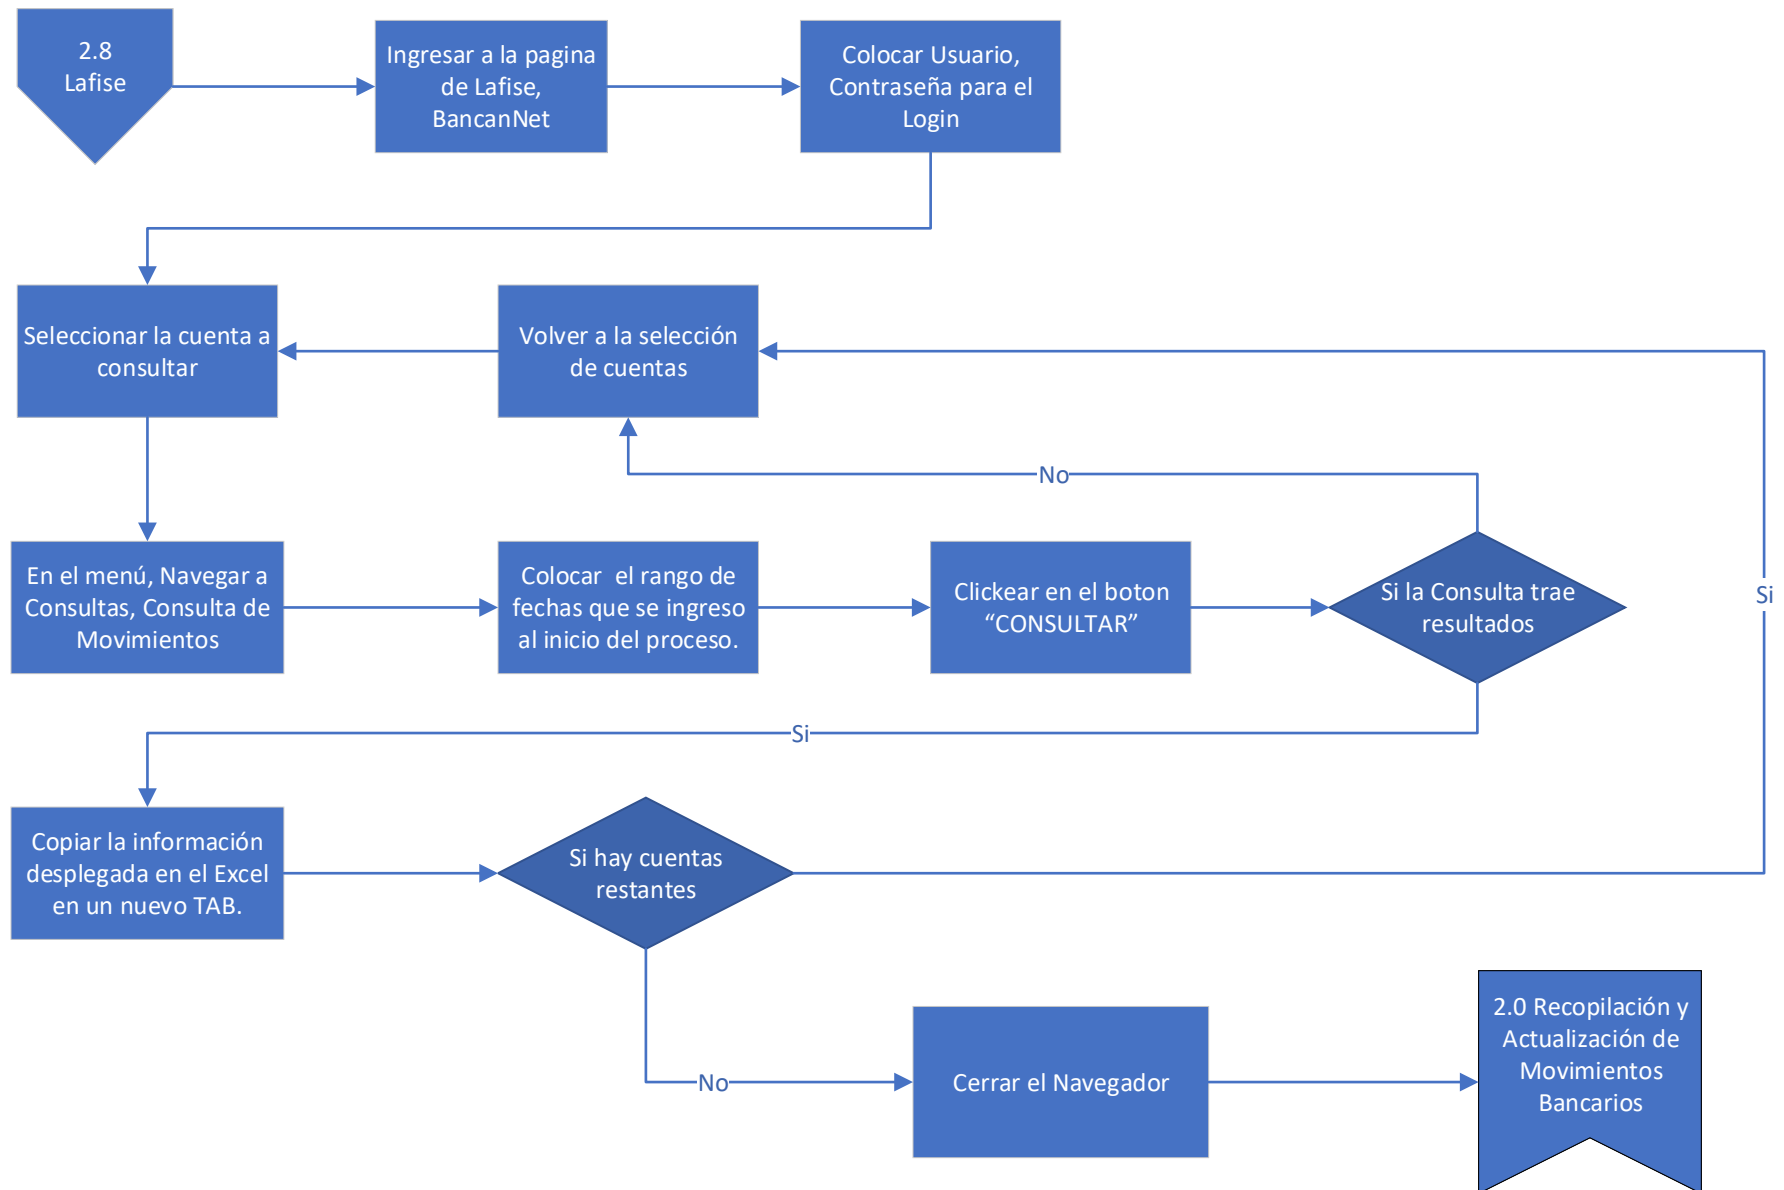 2.8
Lafise
Ingresar a la pagina
de Lafise,
BancanNet
Colocar Usuario,
Contraseña para el
Login
Seleccionar la cuenta a
consultar
Volver a la selección
de cuentas
No
En el menú, Navegar a
Consultas, Consulta de
Movimientos
Colocar  el rango de
fechas que se ingreso
al inicio del proceso.
Clickear en el boton
“CONSULTAR”
Si la Consulta trae
resultados
Si
Si
Copiar la información
desplegada en el Excel
en un nuevo TAB.
Si hay cuentas
restantes
No
Cerrar el Navegador
2.0 Recopilación y
Actualización de
Movimientos
Bancarios